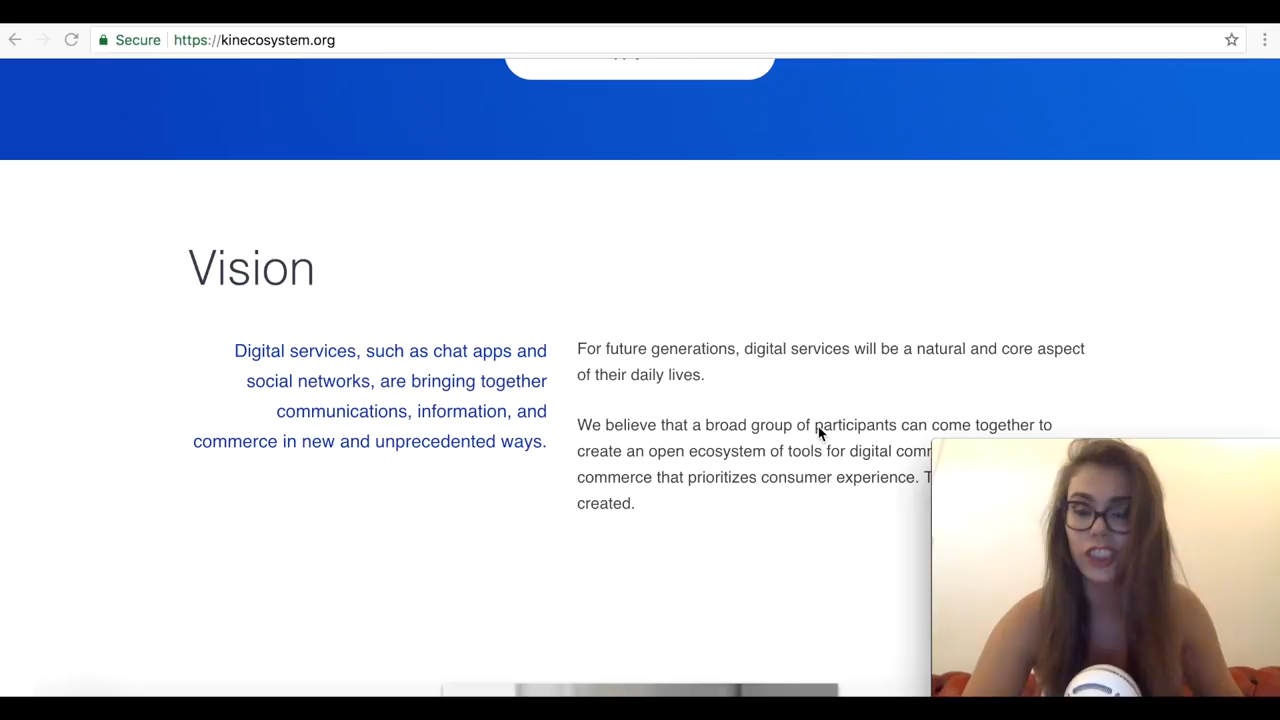 Secure https://kinecosystem.org
Vision
Digital services, such as chat apps and
social networks, are bringing together
communications, information, and
commerce in new and unprecedented ways.
For future generations, digital services will be a natural and core aspect
of their daily lives.
We believe that a broad group of participants can come together to
create an open ecosystem of tools for digital
commerce that prioritizes consumer experience.
created.